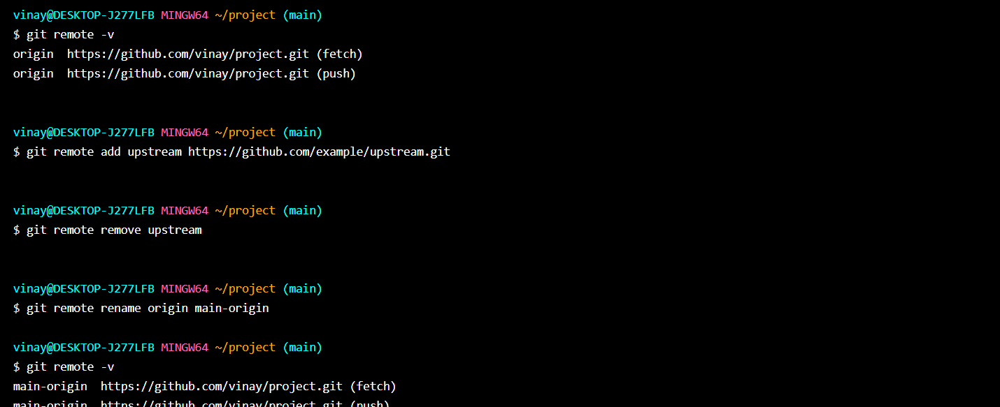 vinay@DESKTOP-J277LFB MINGW64 ~/project (main)
$ git remote -v
origin  https://github.com/vinay/project.git (fetch)
origin  https://github.com/vinay/project.git (push)
vinay@DESKTOP-J277LFB MINGW64 ~/project (main)
$ git remote add upstream https://github.com/example/upstream.git
vinay@DESKTOP-J277LFB MINGW64 ~/project (main)
$ git remote remove upstream
vinay@DESKTOP-J277LFB MINGW64 ~/project (main)
$ git remote rename origin main-origin
vinay@DESKTOP-J277LFB MINGW64 ~/project (main)
$ git remote -v
main-origin  https://github.com/vinay/project.git (fetch)
main-origin  https://github.com/vinay/project.git (push)